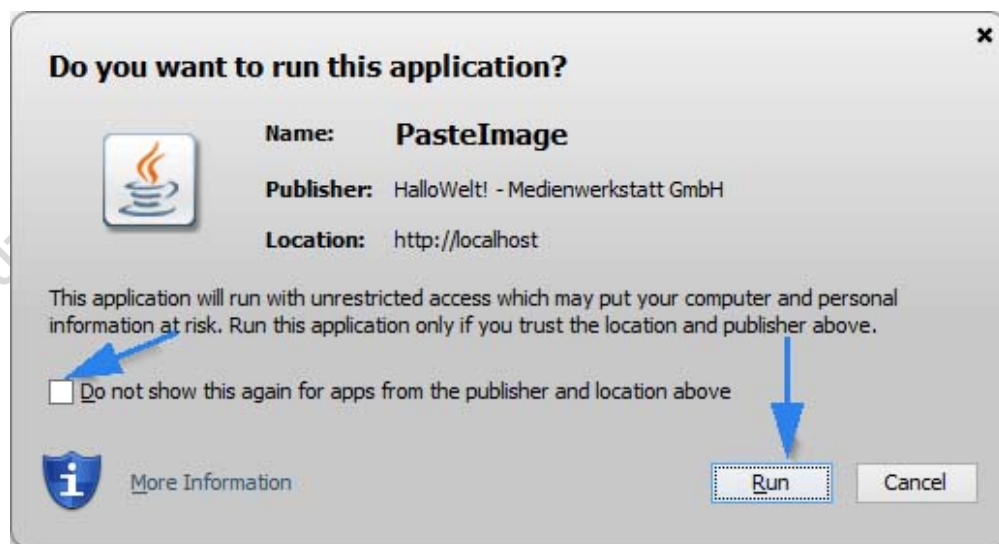 Do you want to run this application?
Name: PasteImage
Publisher: HalloWelt! - Medienwerkstatt GmbH
Location: http://localhost
This application will run with unrestricted access which may put your computer and personal
information at risk. Run this application only if you trust the location and publisher above.
Do not show this again for apps from the publisher and location above
More Information
Run Cancel